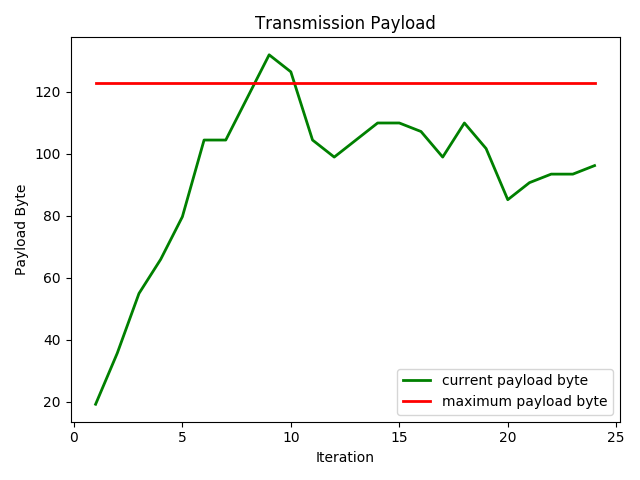 Transmission Payload
120
100
80
60
40
20
Payload Byte
0
5
10
15
20
25
Iteration
current payload byte
maximum payload byte